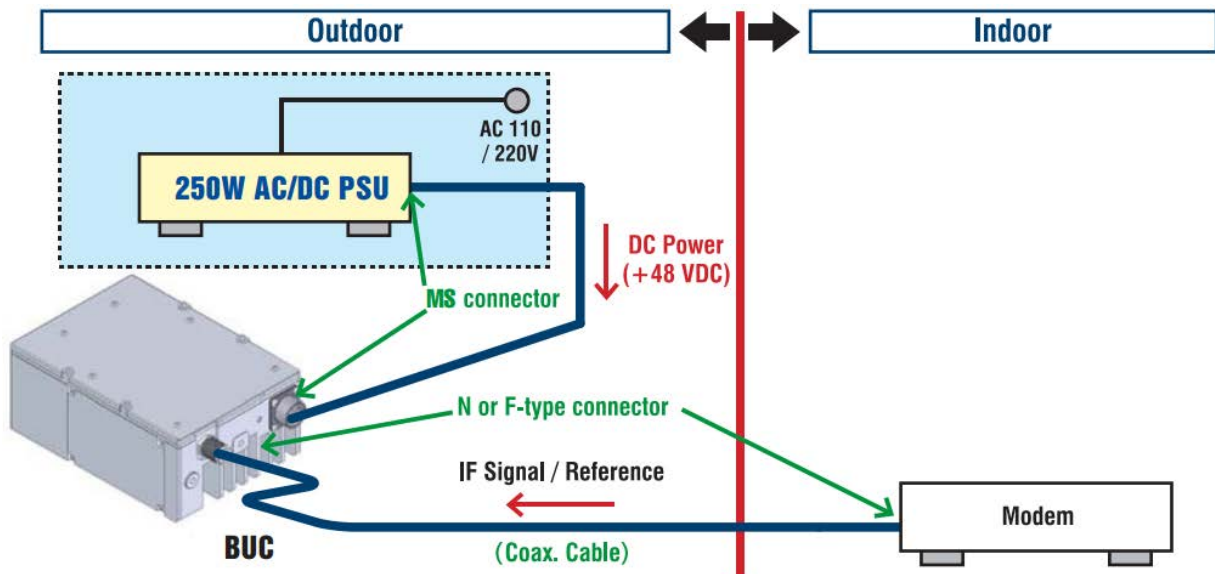 Outdoor
Indoor
AC 110
/ 220V
250W AC/DC PSU
DC Power
(+48 VDC)
MS connector
N or F-type connector
IF Signal / Reference
Modem
BUC
(Coax. Cable)